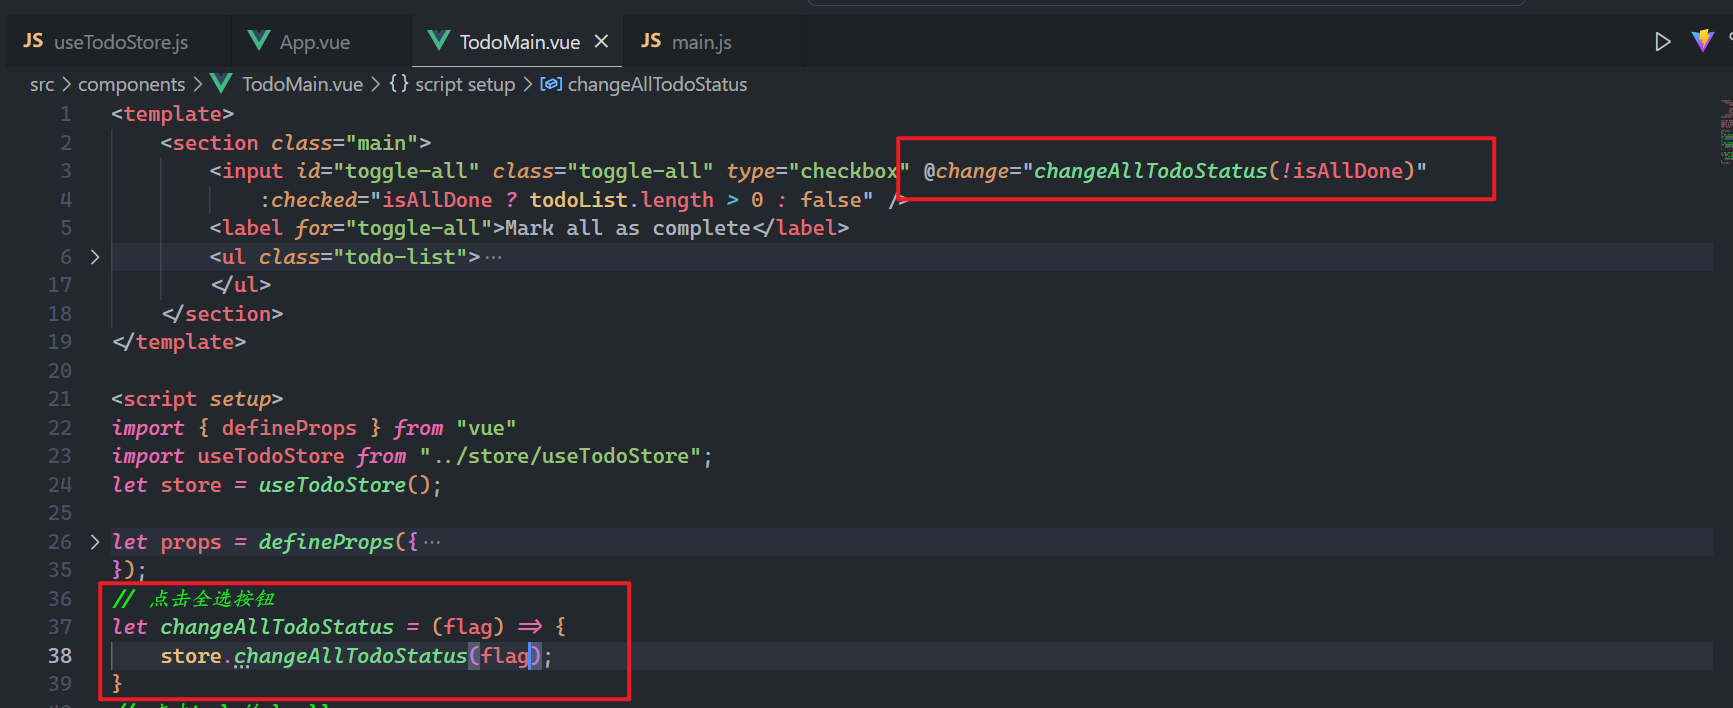 JS useTodoStore.js App.vue TodoMain.vue JS main.js
src > components > TodoMain.vue > {} script setup > changeAllTodoStatus
1 <template>
2 <section class="main">
3 <input id="toggle-all" class="toggle-all" type="checkbox" @change="changeAllTodoStatus(!isAllDone)"
4 :checked="isAllDone ? todoList.length > 0 : false" />
5 <label for="toggle-all">Mark all as complete</label>
6 <ul class="todo-list">···
17 </ul>
18 </section>
19 </template>
20
21 <script setup>
22 import { defineProps } from "vue"
23 import useTodoStore from "../store/useTodoStore";
24 let store = useTodoStore();
25
26 let props = defineProps({···
35 });
36 // 点击全选按钮
37 let changeAllTodoStatus = (flag) => {
38 store.changeAllTodoStatus(flag);
39 }